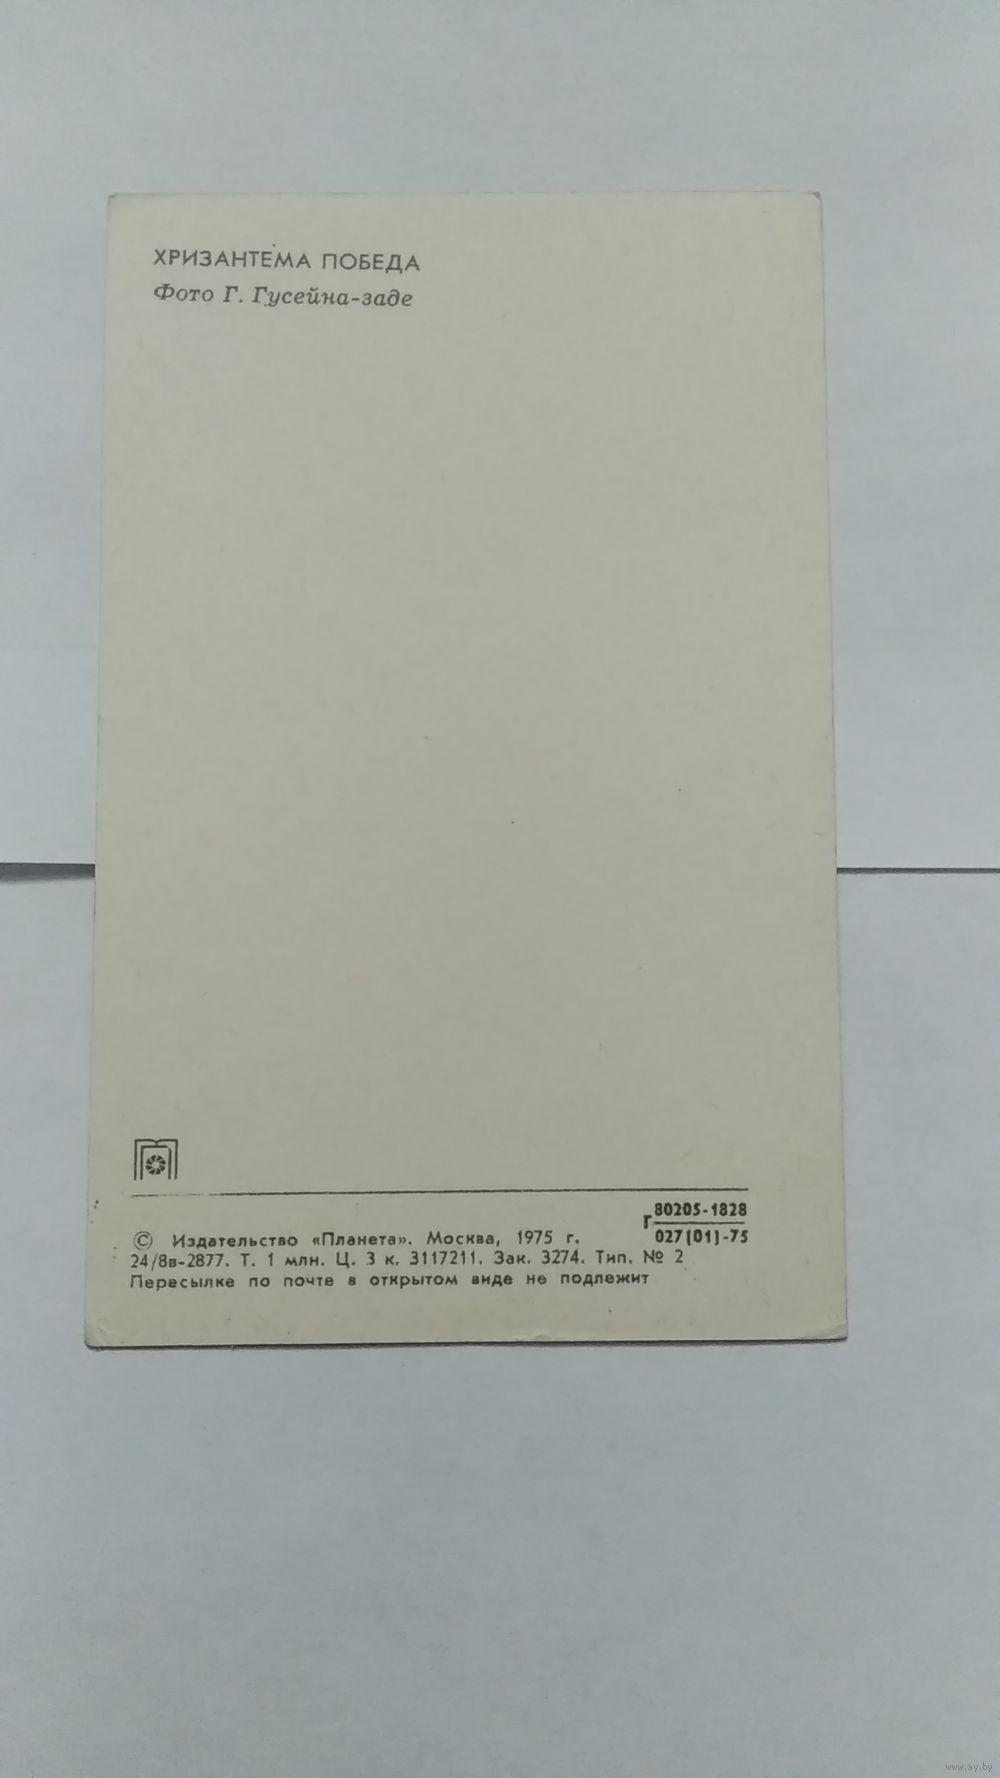 ХРИЗАНТЕМА ПОБЕДА
Фото Г. Гусейна-заде
Г 80205-1828
027(01)-75
© Издательство «Планета». Москва, 1975 г.
24/8в-2877. Т. 1 млн. Ц. 3 к. 3117211. Зак. 3274. Тип. № 2
Пересылке по почте в открытом виде не подлежит
www.ay.by